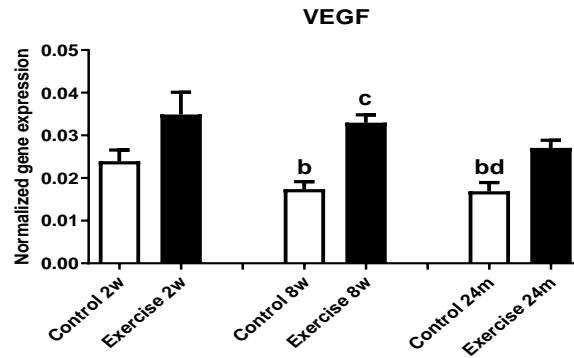 VEGF
Normalized gene expression
0.05
0.04
0.03
0.02
0.01
0.00
b
c
bd
Control 2w
Exercise 2w
Control 8w
Exercise 8w
Control 24m
Exercise 24m